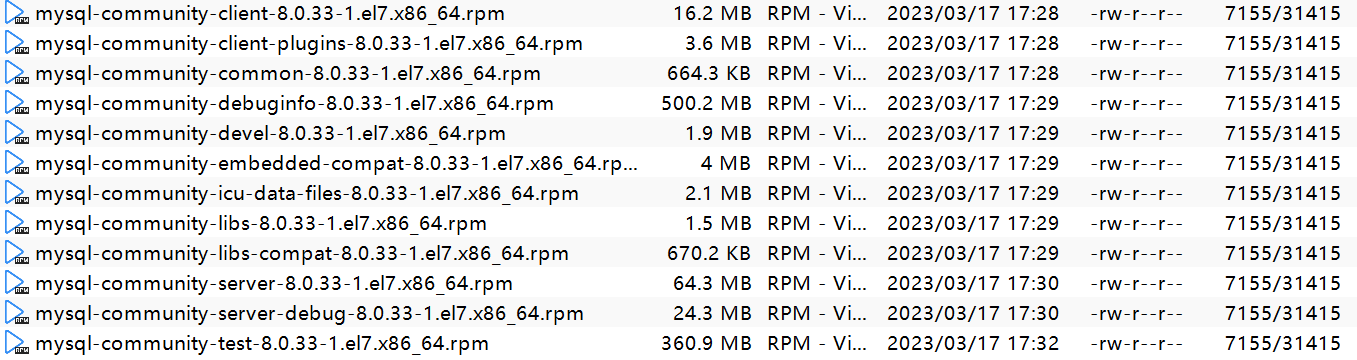 mysql-community-client-8.0.33-1.el7.x86_64.rpm 16.2 MB RPM - Vi... 2023/03/17 17:28 -rw-r--r-- 7155/31415
mysql-community-client-plugins-8.0.33-1.el7.x86_64.rpm 3.6 MB RPM - Vi... 2023/03/17 17:28 -rw-r--r-- 7155/31415
mysql-community-common-8.0.33-1.el7.x86_64.rpm 664.3 KB RPM - Vi... 2023/03/17 17:28 -rw-r--r-- 7155/31415
mysql-community-debuginfo-8.0.33-1.el7.x86_64.rpm 500.2 MB RPM - Vi... 2023/03/17 17:29 -rw-r--r-- 7155/31415
mysql-community-devel-8.0.33-1.el7.x86_64.rpm 1.9 MB RPM - Vi... 2023/03/17 17:29 -rw-r--r-- 7155/31415
mysql-community-embedded-compat-8.0.33-1.el7.x86_64.rp... 4 MB RPM - Vi... 2023/03/17 17:29 -rw-r--r-- 7155/31415
mysql-community-icu-data-files-8.0.33-1.el7.x86_64.rpm 2.1 MB RPM - Vi... 2023/03/17 17:29 -rw-r--r-- 7155/31415
mysql-community-libs-8.0.33-1.el7.x86_64.rpm 1.5 MB RPM - Vi... 2023/03/17 17:29 -rw-r--r-- 7155/31415
mysql-community-libs-compat-8.0.33-1.el7.x86_64.rpm 670.2 KB RPM - Vi... 2023/03/17 17:29 -rw-r--r-- 7155/31415
mysql-community-server-8.0.33-1.el7.x86_64.rpm 64.3 MB RPM - Vi... 2023/03/17 17:30 -rw-r--r-- 7155/31415
mysql-community-server-debug-8.0.33-1.el7.x86_64.rpm 24.3 MB RPM - Vi... 2023/03/17 17:30 -rw-r--r-- 7155/31415
mysql-community-test-8.0.33-1.el7.x86_64.rpm 360.9 MB RPM - Vi... 2023/03/17 17:32 -rw-r--r-- 7155/31415